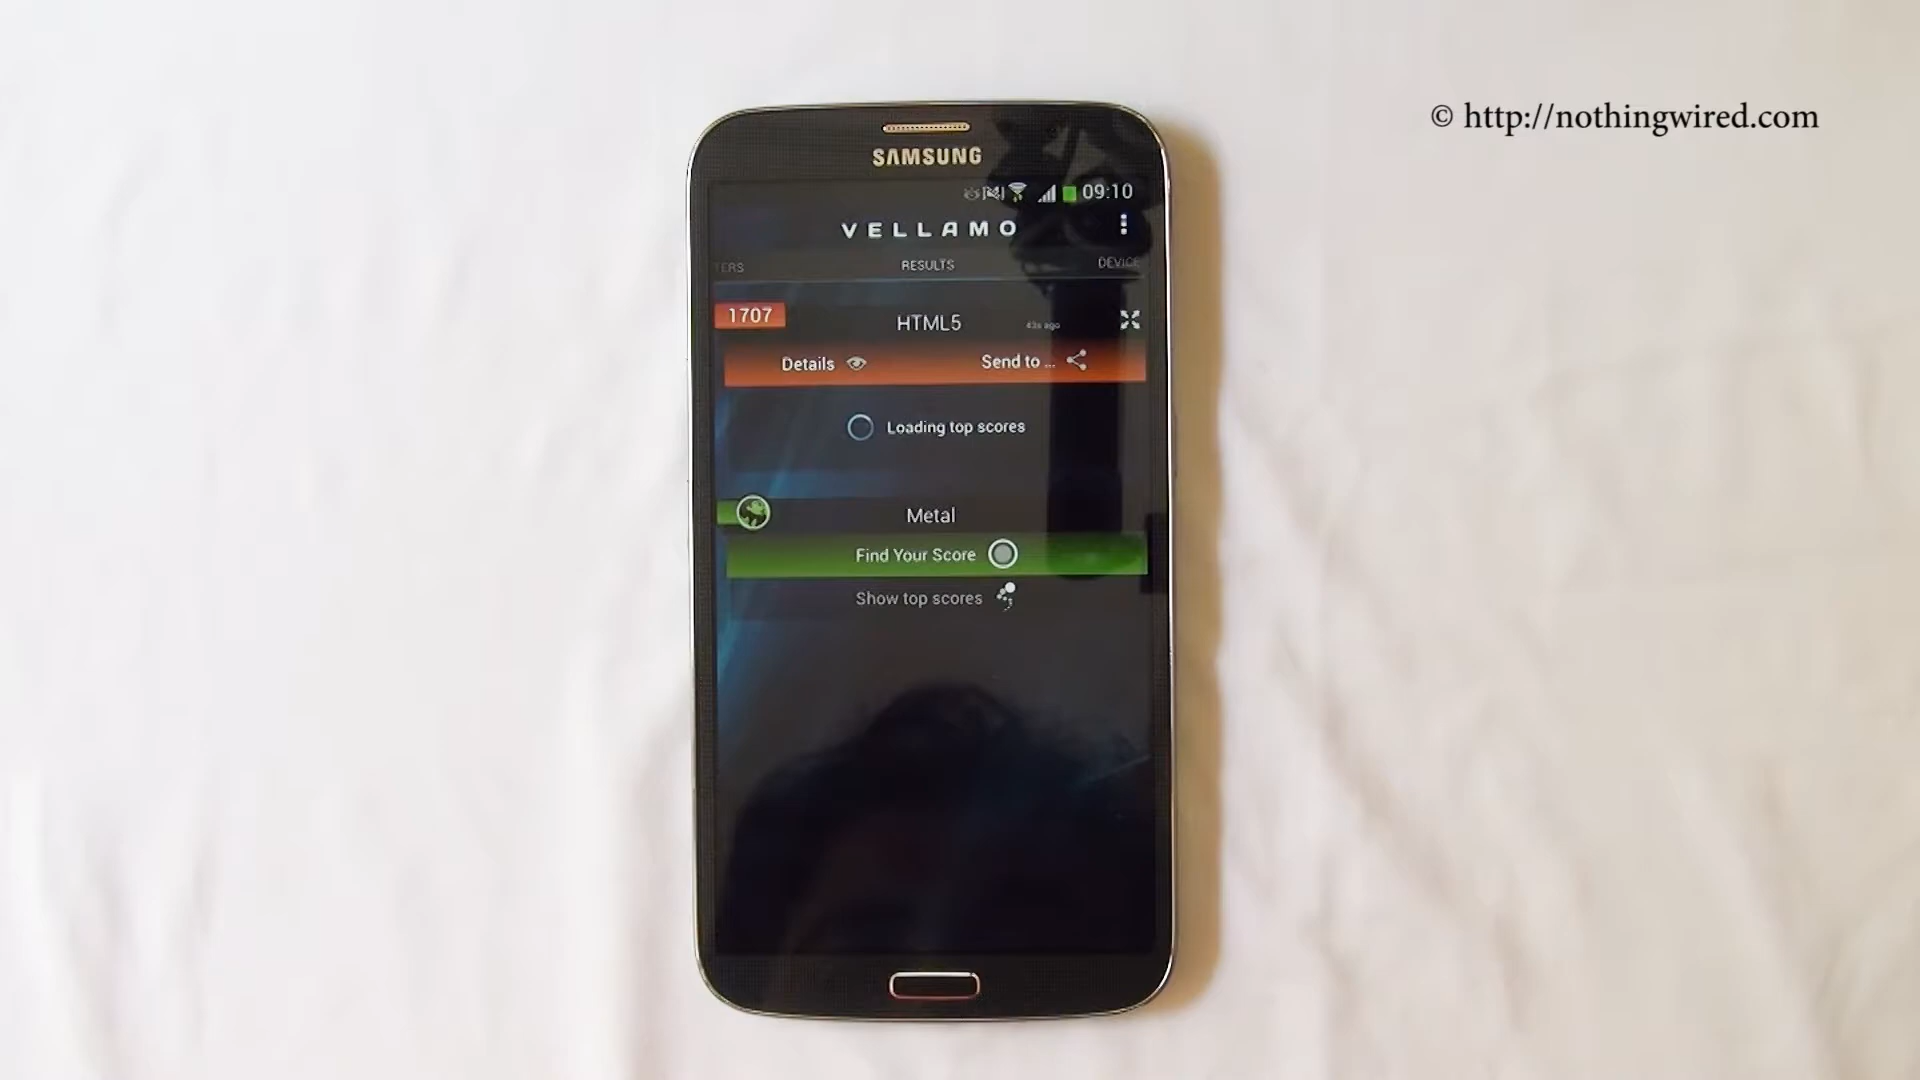 © http://nothingwired.com
SAMSUNG
09:10
VELLAMO
TERS RESULTS DEVICE
1707 HTML5 43s ago
Details Send to ...
Loading top scores
Metal
Find Your Score
Show top scores